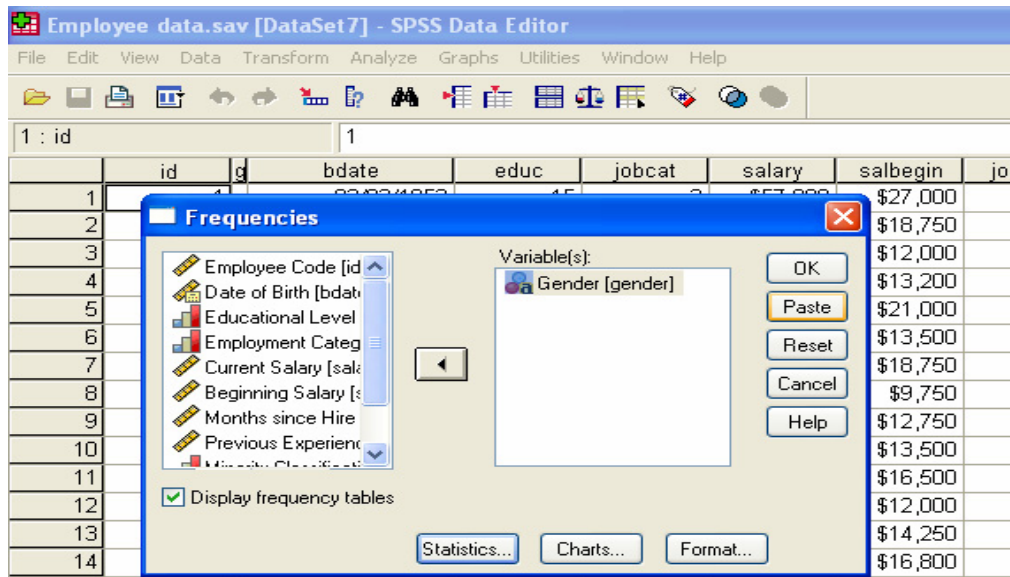 Employee data.sav [DataSet7] - SPSS Data Editor
File Edit View Data Transform Analyze Graphs Utilities Window Help
1 : id 1
id g bdate educ jobcat salary salbegin jo
1 $27,000
2 $18,750
3 $12,000
4 $13,200
5 $21,000
6 $13,500
7 $18,750
8 $9,750
9 $12,750
10 $13,500
11 $16,500
12 $12,000
13 $14,250
14 $16,800
Frequencies
Employee Code [id
Date of Birth [bdat
Educational Level
Employment Categ
Current Salary [sala
Beginning Salary [s
Months since Hire
Previous Experienc
Display frequency tables
Variable(s):
Gender [gender]
OK
Paste
Reset
Cancel
Help
Statistics... Charts... Format...